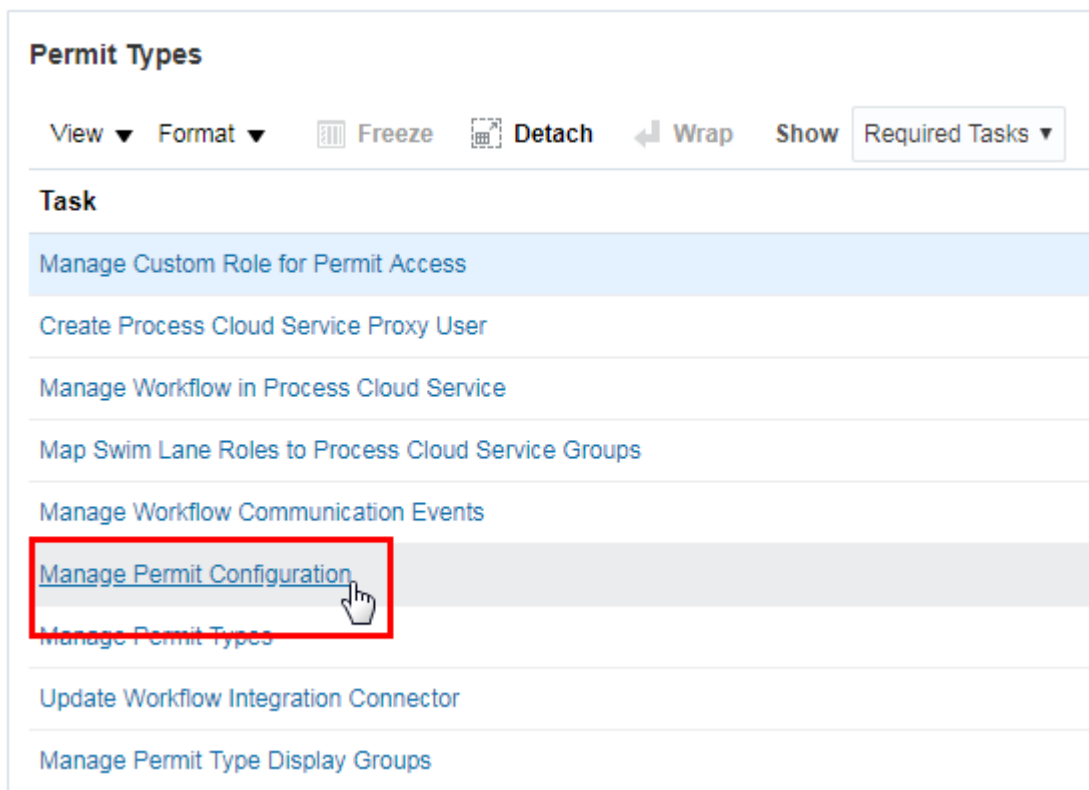 Permit Types
View Format Freeze Detach Wrap Show Required Tasks
Task
Manage Custom Role for Permit Access
Create Process Cloud Service Proxy User
Manage Workflow in Process Cloud Service
Map Swim Lane Roles to Process Cloud Service Groups
Manage Workflow Communication Events
Manage Permit Configuration
Manage Permit Types
Update Workflow Integration Connector
Manage Permit Type Display Groups